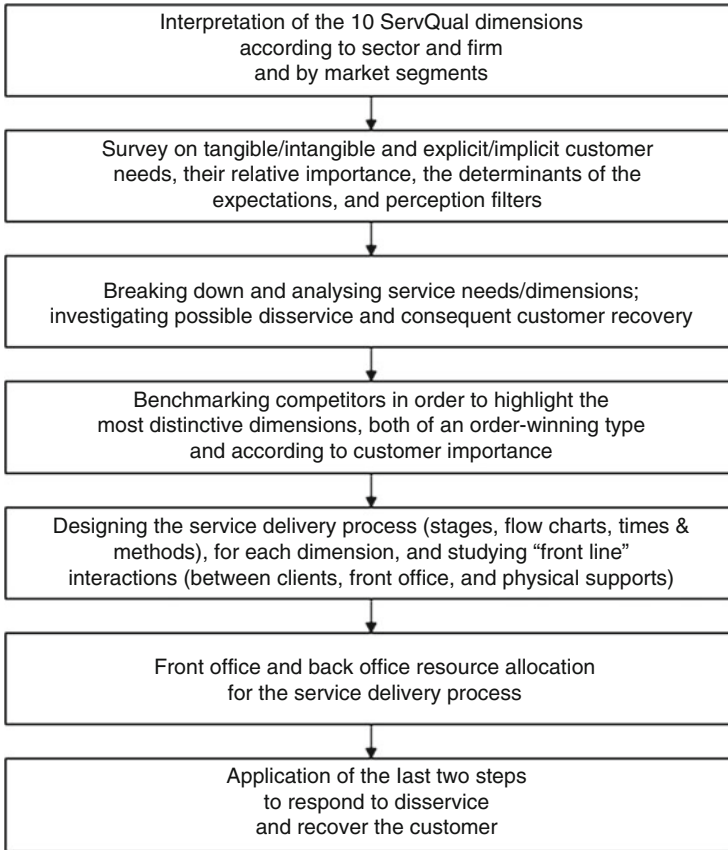 Interpretation of the 10 ServQual dimensions
according to sector and firm
and by market segments
Survey on tangible/intangible and explicit/implicit customer
needs, their relative importance, the determinants of the
expectations, and perception filters
Breaking down and analysing service needs/dimensions;
investigating possible disservice and consequent customer recovery
Benchmarking competitors in order to highlight the
most distinctive dimensions, both of an order-winning type
and according to customer importance
Designing the service delivery process (stages, flow charts, times &
methods), for each dimension, and studying “front line”
interactions (between clients, front office, and physical supports)
Front office and back office resource allocation
for the service delivery process
Application of the last two steps
to respond to disservice
and recover the customer